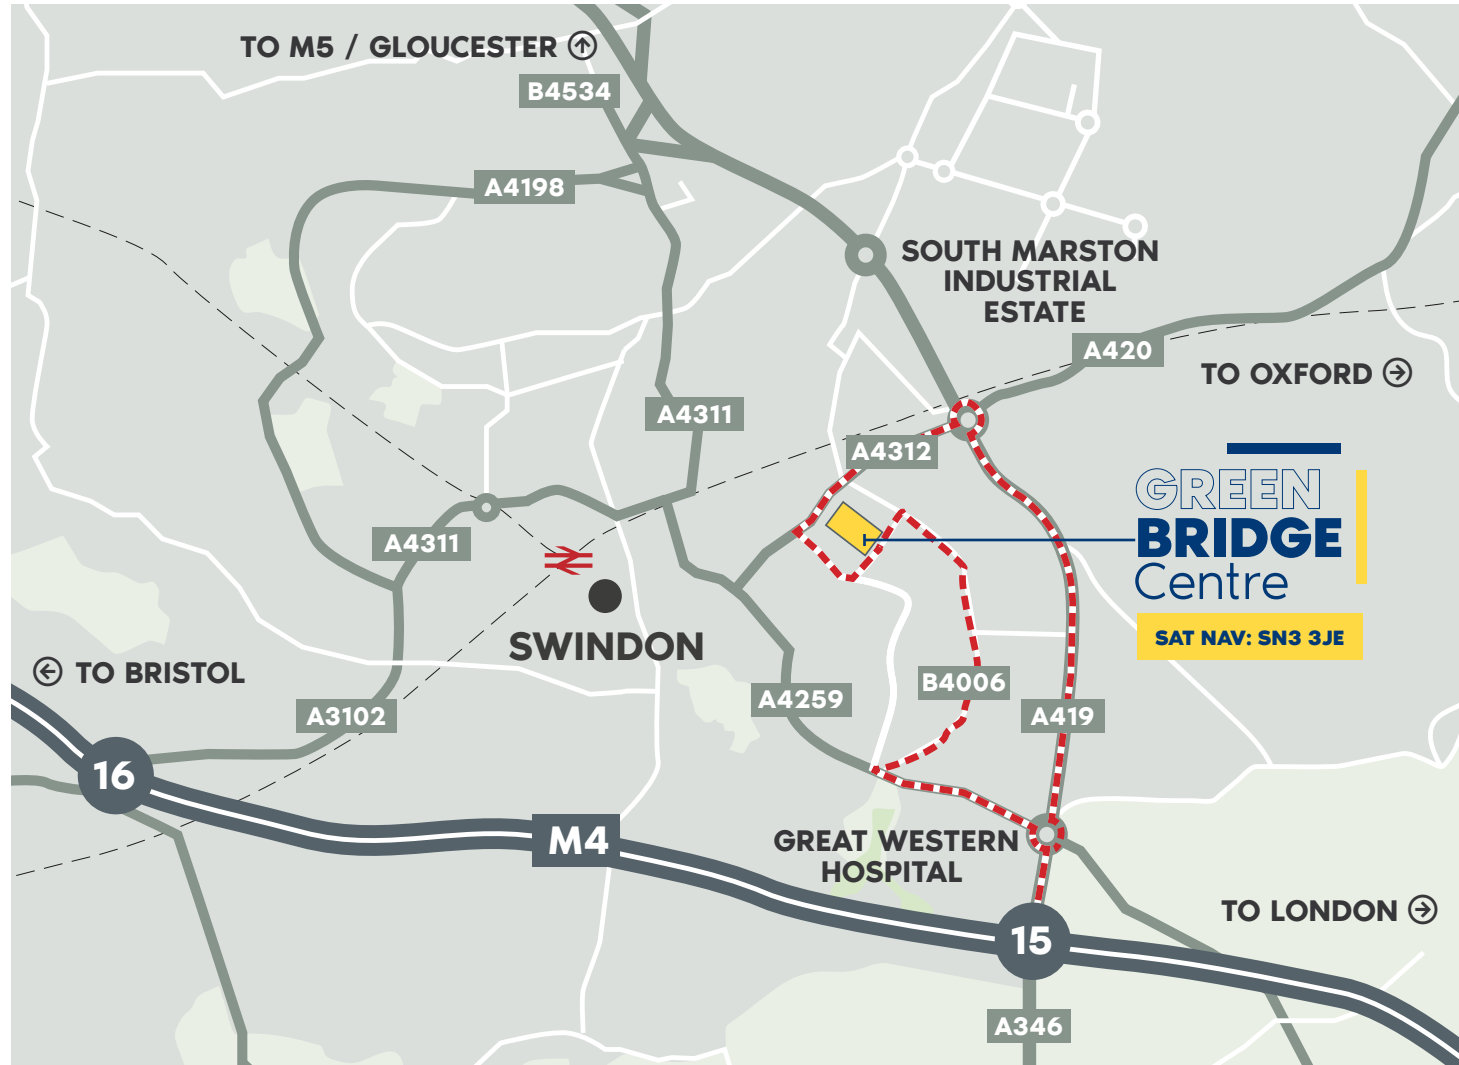 TO M5 / GLOUCESTER
B4534
A4198
SOUTH MARSTON
INDUSTRIAL
ESTATE
A420
TO OXFORD
A4311
A4312
GREEN
BRIDGE
Centre
SAT NAV: SN3 3JE
A4311
SWINDON
TO BRISTOL
A3102
A4259
B4006
A419
16
M4
GREAT WESTERN
HOSPITAL
TO LONDON
15
A346